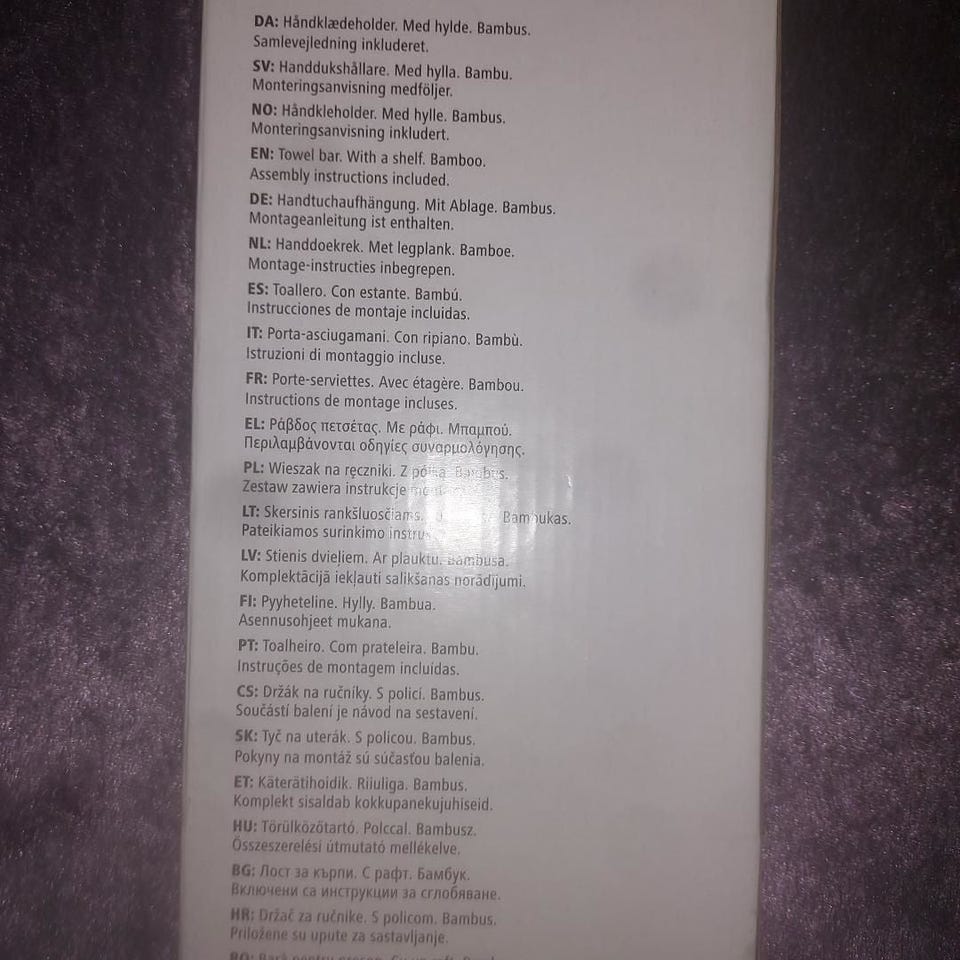 DA: Håndklædeholder. Med hylde. Bambus.
Samlevejledning inkluderet.
SV: Handdukshållare. Med hylla. Bambu.
Monteringsanvisning medföljer.
NO: Håndkleholder. Med hylle. Bambus.
Monteringsanvisning inkludert.
EN: Towel bar. With a shelf. Bamboo.
Assembly instructions included.
DE: Handtuchaufhängung. Mit Ablage. Bambus.
Montageanleitung ist enthalten.
NL: Handdoekrek. Met legplank. Bamboe.
Montage-instructies inbegrepen.
ES: Toallero. Con estante. Bambú.
Instrucciones de montaje incluidas.
IT: Porta-asciugamani. Con ripiano. Bambù.
Istruzioni di montaggio incluse.
FR: Porte-serviettes. Avec étagère. Bambou.
Instructions de montage incluses.
EL: Ράβδος πετσέτας. Με ράφι. Μπαμπού.
Περιλαμβάνονται οδηγίες συναρμολόγησης.
PL: Wieszak na ręczniki. Z Bambus.
Zestaw zawiera instrukcje
LT: Skersinis rankšluosčiams. Bambukas.
Pateikiamos surinkimo
LV: Stienis dvieļiem. Ar plauktu. Bambusa.
Komplektācijā iekļauti salikšanas norādījumi.
FI: Pyyheteline. Hylly. Bambua.
Asennusohjeet mukana.
PT: Toalheiro. Com prateleira. Bambu.
Instruções de montagem incluídas.
CS: Držák na ručníky. S policí. Bambus.
Součástí balení je návod na sestavení.
SK: Tyč na uterák. S policou. Bambus.
Pokyny na montáž sú súčasťou balenia.
ET: Käterätihoidik. Riiuliga. Bambus.
Komplekt sisaldab kokkupanekujuhiseid.
HU: Törülközőtartó. Polccal. Bambusz.
Összeszerelési útmutató mellékelve.
BG: Лост за кърпи. С рафт. Бамбук.
Включени са инструкции за сглобяване.
HR: Držač za ručnike. S policom. Bambus.
Priložene su upute za sastavljanje.